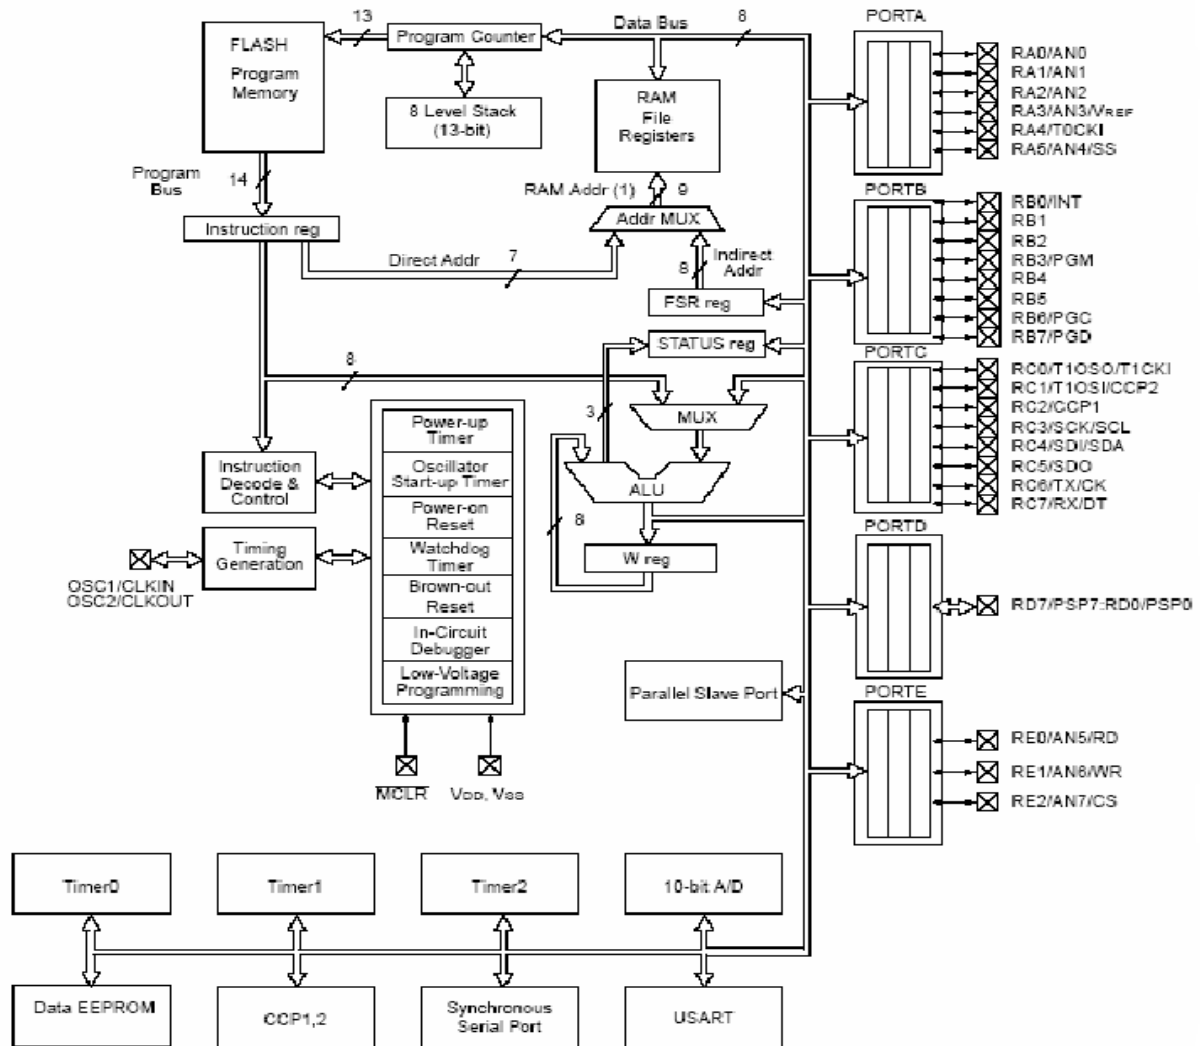 13
Data Bus
8
PORTA
FLASH
Program
Memory
Program Counter
8 Level Stack
(13-bit)
RAM
File
Registers
RA0/AN0
RA1/AN1
RA2/AN2
RA3/AN3/VREF
RA4/T0CKI
RA5/AN4/SS
Program
Bus
14
RAM Addr (1)
9
PORTB
Instruction reg
Addr MUX
Direct Addr
7
8
Indirect
Addr
FSR reg
STATUS reg
RB0/INT
RB1
RB2
RB3/PGM
RB4
RB5
RB6/PGC
RB7/PGD
PORTC
8
3
MUX
RC0/T1OSO/T1CKI
RC1/T1OSI/CCP2
RC2/CCP1
RC3/SCK/SCL
RC4/SDI/SDA
RC5/SDO
RC6/TX/CK
RC7/RX/DT
Power-up
Timer
Instruction
Decode &
Control
Oscillator
Start-up Timer
ALU
Power-on
Reset
8
PORTD
Timing
Generation
Watchdog
Timer
W reg
OSC1/CLKIN
OSC2/CLKOUT
Brown-out
Reset
RD7/PSP7:RD0/PSP0
In-Circuit
Debugger
Low-Voltage
Programming
Parallel Slave Port
PORTE
MCLR
VDD, VSS
RE0/AN5/RD
RE1/AN6/WR
RE2/AN7/CS
Timer0
Timer1
Timer2
10-bit A/D
Data EEPROM
CCP1,2
Synchronous
Serial Port
USART